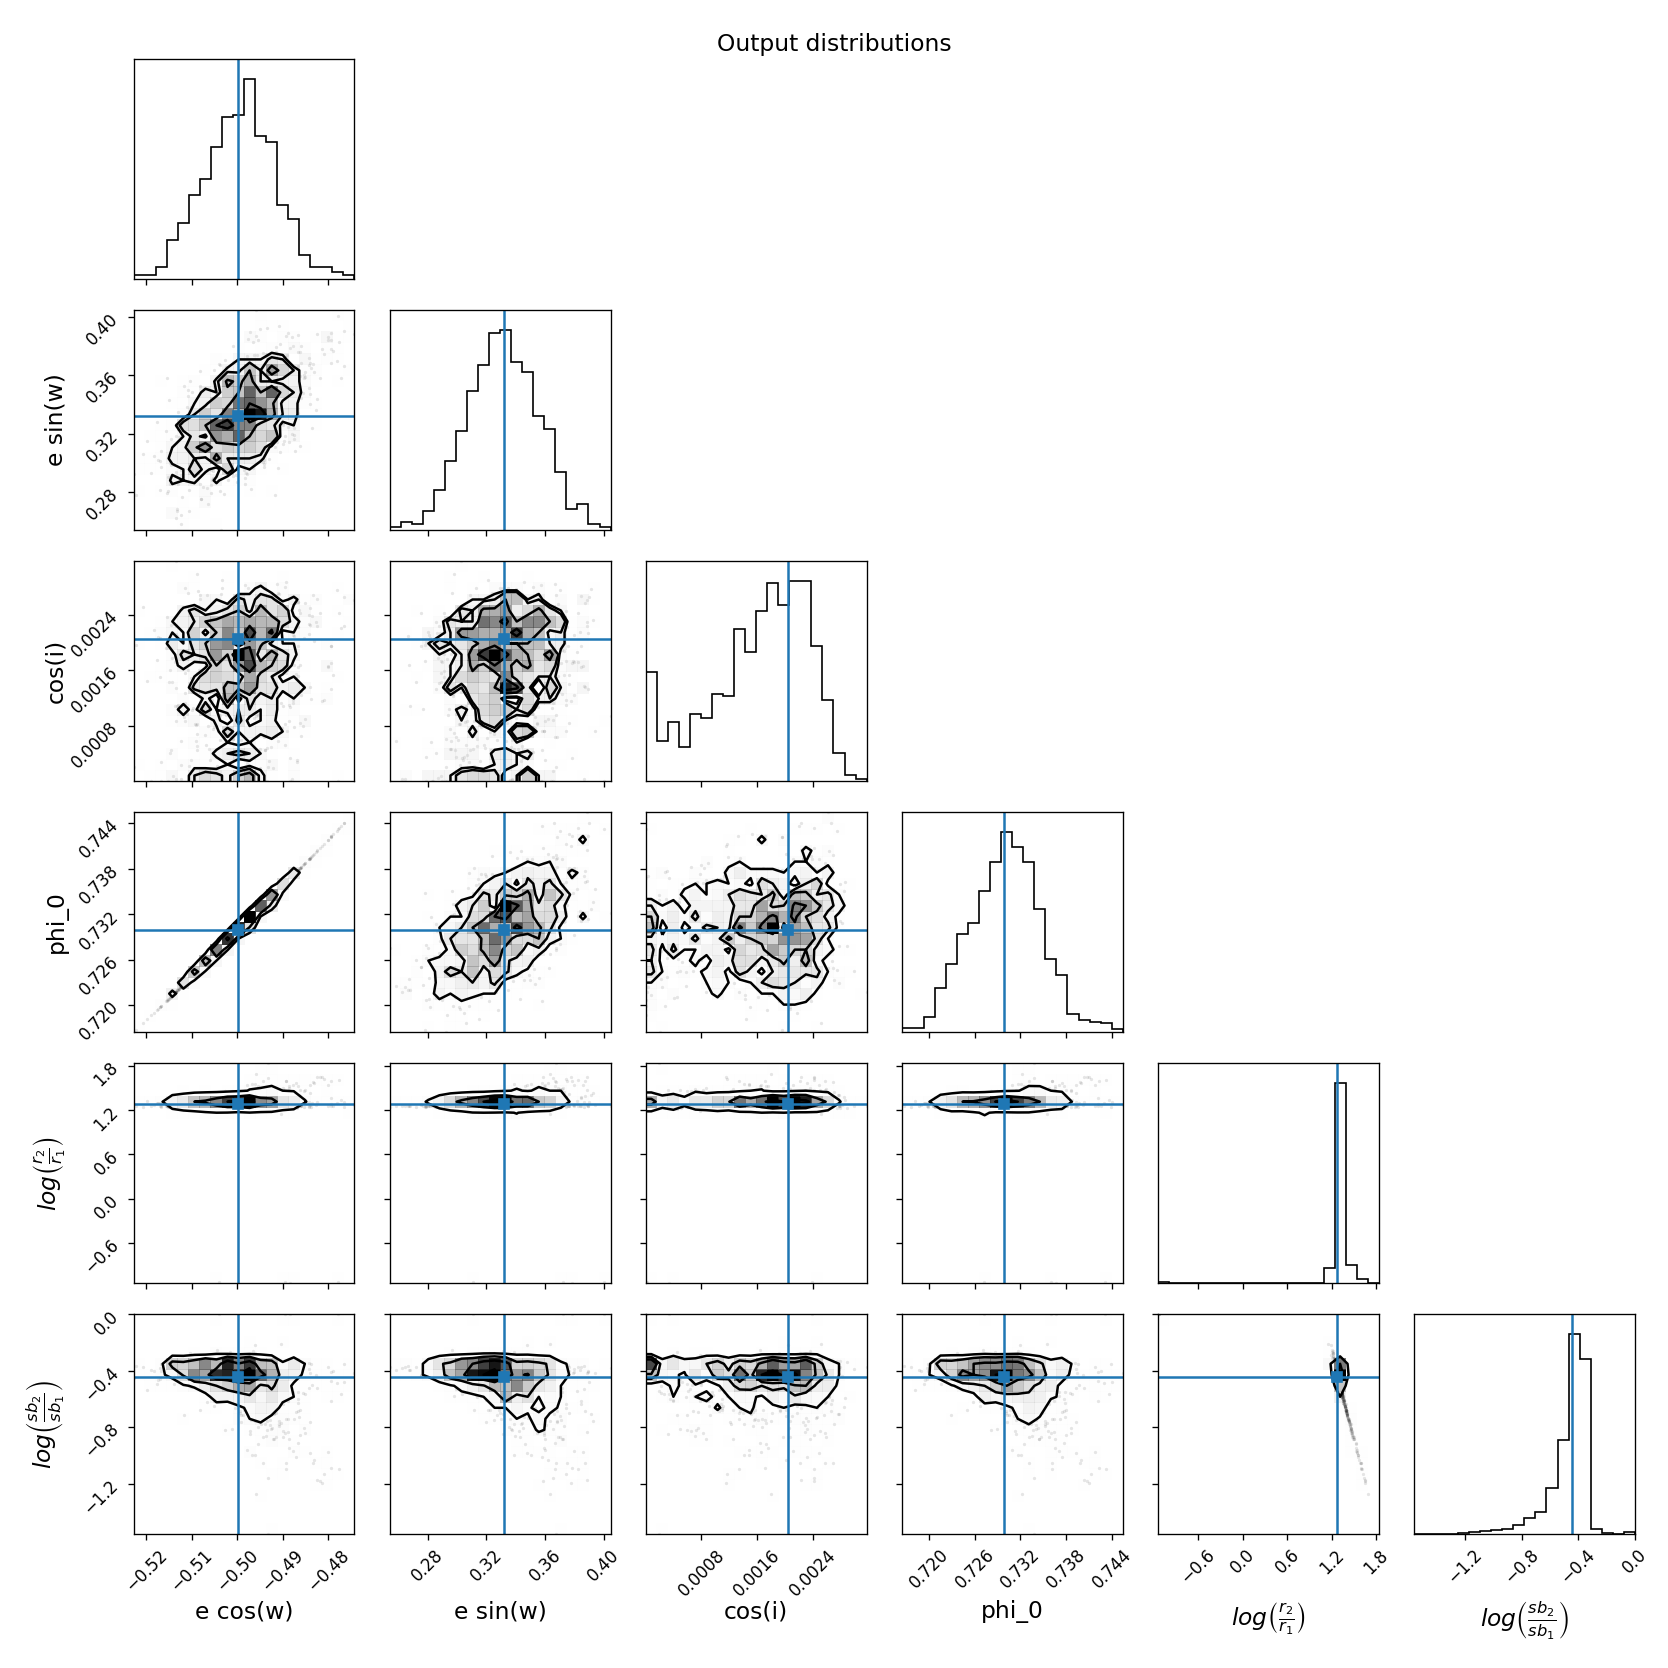 Output distributions
0.40
0.36
0.32
0.28
e sin(w)
0.0024
0.0016
0.0008
cos(i)
0.744
0.738
0.732
0.726
0.720
phi_0
1.8
1.2
0.6
0.0
−0.6
log(r₂/r₁)
0.0
−0.4
−0.8
−1.2
log(sb₂/sb₁)
−0.52 −0.51 −0.50 −0.49 −0.48
0.28 0.32 0.36 0.40
0.0008 0.0016 0.0024
0.720 0.726 0.732 0.738 0.744
−0.6 0.0 0.6 1.2 1.8
−1.2 −0.8 −0.4 0.0
e cos(w)
e sin(w)
cos(i)
phi_0
log(r₂/r₁)
log(sb₂/sb₁)